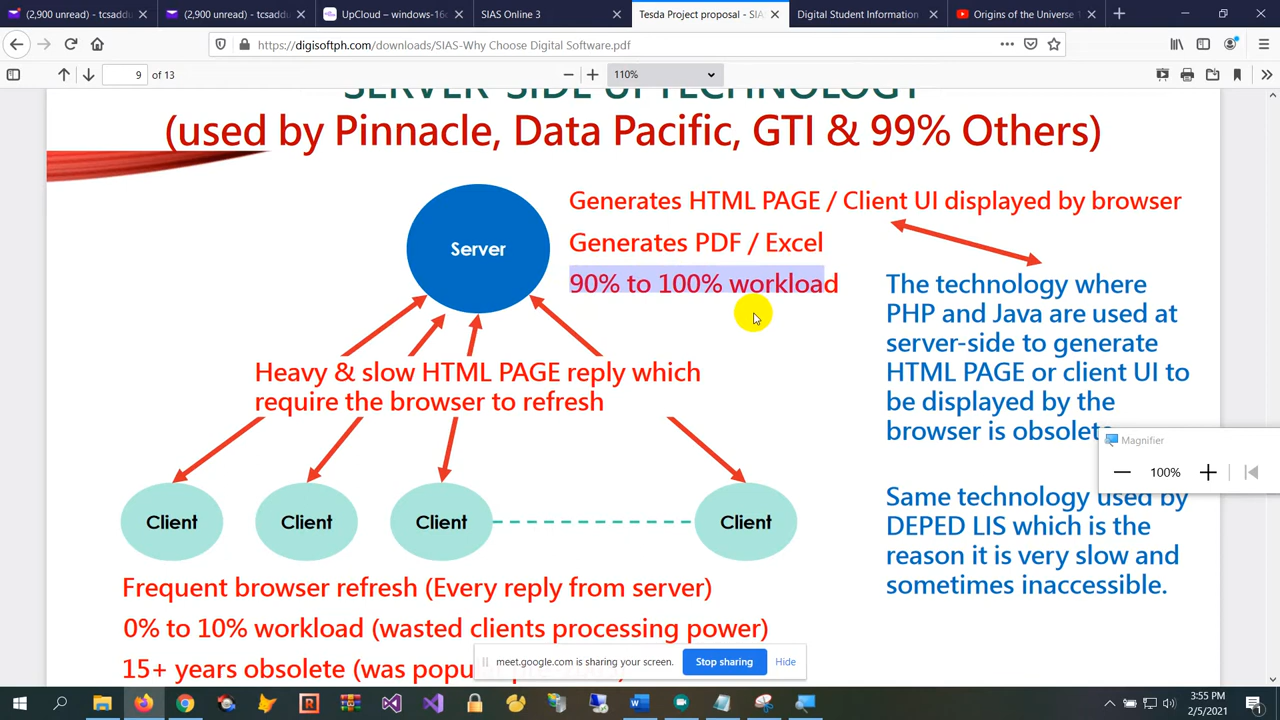 (2,900 unread) - tcsaddul
(2,900 unread) - tcsaddul
UpCloud – windows-16c
SIAS Online 3
Tesda Project proposal - SIA
Digital Student Information
Origins of the Universe 1
https://digisoftph.com/downloads/SIAS-Why Choose Digital Software.pdf
9 of 13
110%
SERVER-SIDE UI TECHNOLOGY
(used by Pinnacle, Data Pacific, GTI & 99% Others)
Server
Generates HTML PAGE / Client UI displayed by browser
Generates PDF / Excel
90% to 100% workload
The technology where
PHP and Java are used at
server-side to generate
HTML PAGE or client UI to
be displayed by the
browser is obsolete
Heavy & slow HTML PAGE reply which
require the browser to refresh
Magnifier
100%
Same technology used by
DEPED LIS which is the
reason it is very slow and
sometimes inaccessible.
Client
Client
Client
Client
Frequent browser refresh (Every reply from server)
0% to 10% workload (wasted clients processing power)
15+ years obsolete (was popu
meet.google.com is sharing your screen.
Stop sharing
Hide
3:55 PM
2/5/2021